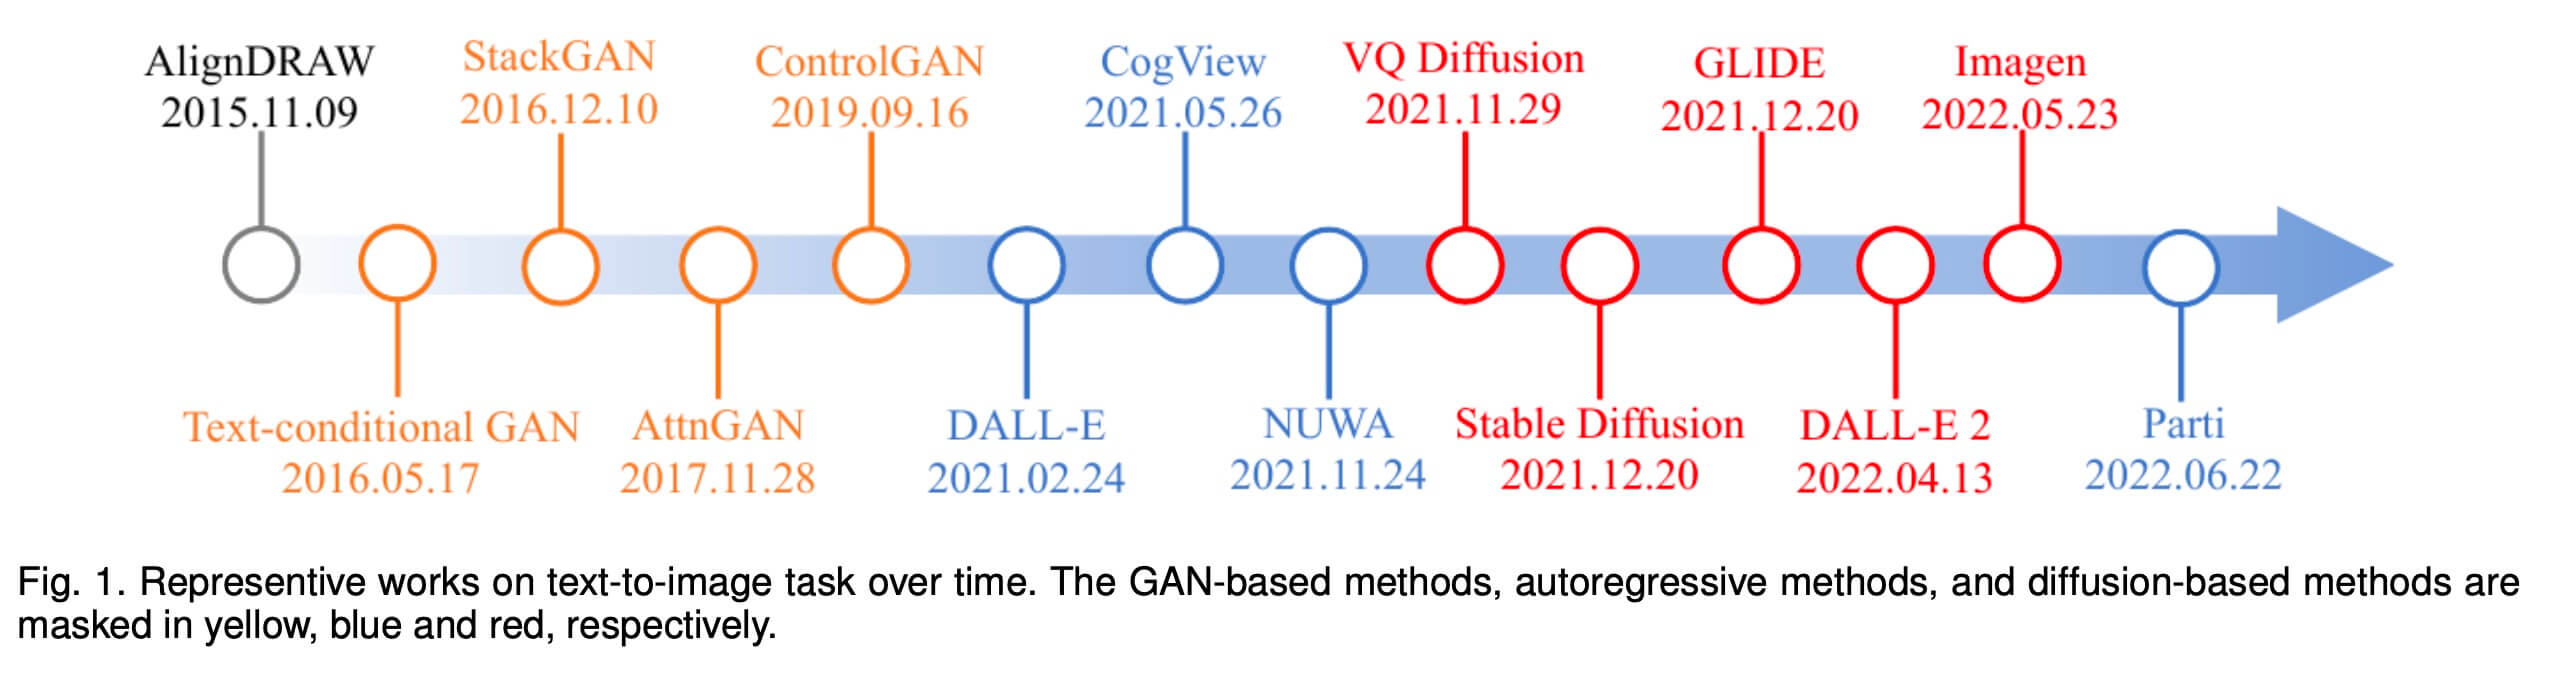 AlignDRAW
2015.11.09
StackGAN
2016.12.10
ControlGAN
2019.09.16
CogView
2021.05.26
VQ Diffusion
2021.11.29
GLIDE
2021.12.20
Imagen
2022.05.23
Text-conditional GAN
2016.05.17
AttnGAN
2017.11.28
DALL-E
2021.02.24
NUWA
2021.11.24
Stable Diffusion
2021.12.20
DALL-E 2
2022.04.13
Parti
2022.06.22
Fig. 1. Representive works on text-to-image task over time. The GAN-based methods, autoregressive methods, and diffusion-based methods are
masked in yellow, blue and red, respectively.